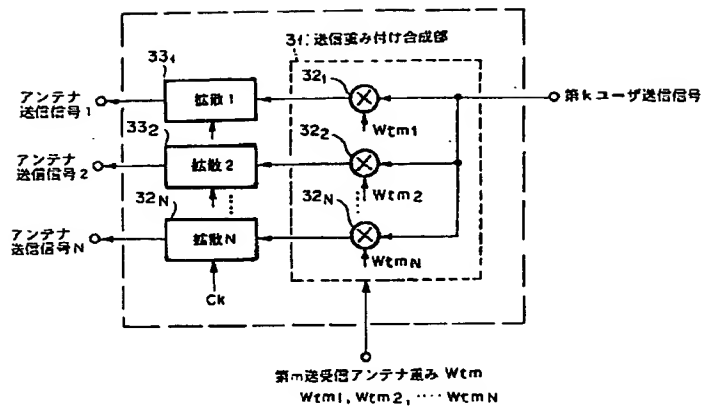 31:送信重み付け合成部
33₁
32₁
アンテナ
送信信号1
拡散1
Wtm1
第kユーザ送信信号
33₂
32₂
アンテナ
送信信号2
拡散2
Wtm2
32N
32N
アンテナ
送信信号N
拡散N
WtmN
Ck
第m送受信アンテナ重み Wtm
Wtm1, Wtm2, ‥‥ WtmN